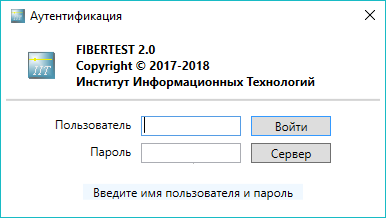 Аутентификация
FIBERTEST 2.0
Copyright © 2017-2018
Институт Информационных Технологий
IIT
Пользователь
Войти
Пароль
Сервер
Введите имя пользователя и пароль